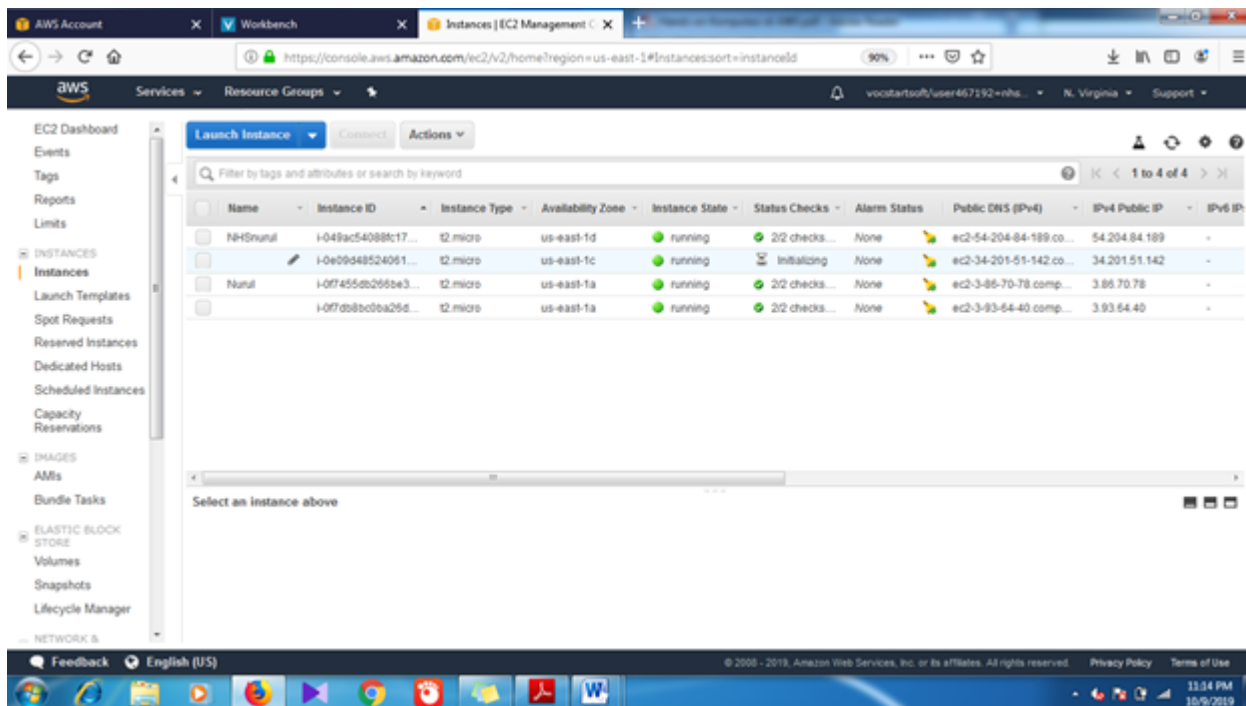 AWS Account
Workbench
Instances | EC2 Management C
https://console.aws.amazon.com/ec2/v2/home?region=us-east-1#Instances:sort=instanceId
90%
aws Services Resource Groups vocstartsoft/user467192=nhs... N. Virginia Support
EC2 Dashboard
Events
Tags
Reports
Limits
INSTANCES
Instances
Launch Templates
Spot Requests
Reserved Instances
Dedicated Hosts
Scheduled Instances
Capacity
Reservations
IMAGES
AMIs
Bundle Tasks
ELASTIC BLOCK
STORE
Volumes
Snapshots
Lifecycle Manager
NETWORK &
Launch Instance Connect Actions
Filter by tags and attributes or search by keyword
1 to 4 of 4
Name Instance ID Instance Type Availability Zone Instance State Status Checks Alarm Status Public DNS (IPv4) IPv4 Public IP IPv6 IP
NHSnurul i-049ac54088fc17... t2.micro us-east-1d running 2/2 checks... None ec2-54-204-84-189.co... 54.204.84.189 -
i-0e09d48524061... t2.micro us-east-1c running Initializing None ec2-34-201-51-142.co... 34.201.51.142 -
Nurul i-0f7455db266be3... t2.micro us-east-1a running 2/2 checks... None ec2-3-86-70-78.comp... 3.86.70.78 -
i-0f7db8bc0ba26d... t2.micro us-east-1a running 2/2 checks... None ec2-3-93-64-40.comp... 3.93.64.40 -
Select an instance above
Feedback English (US) © 2008 - 2019, Amazon Web Services, Inc. or its affiliates. All rights reserved. Privacy Policy Terms of Use
11:14 PM
10/9/2019